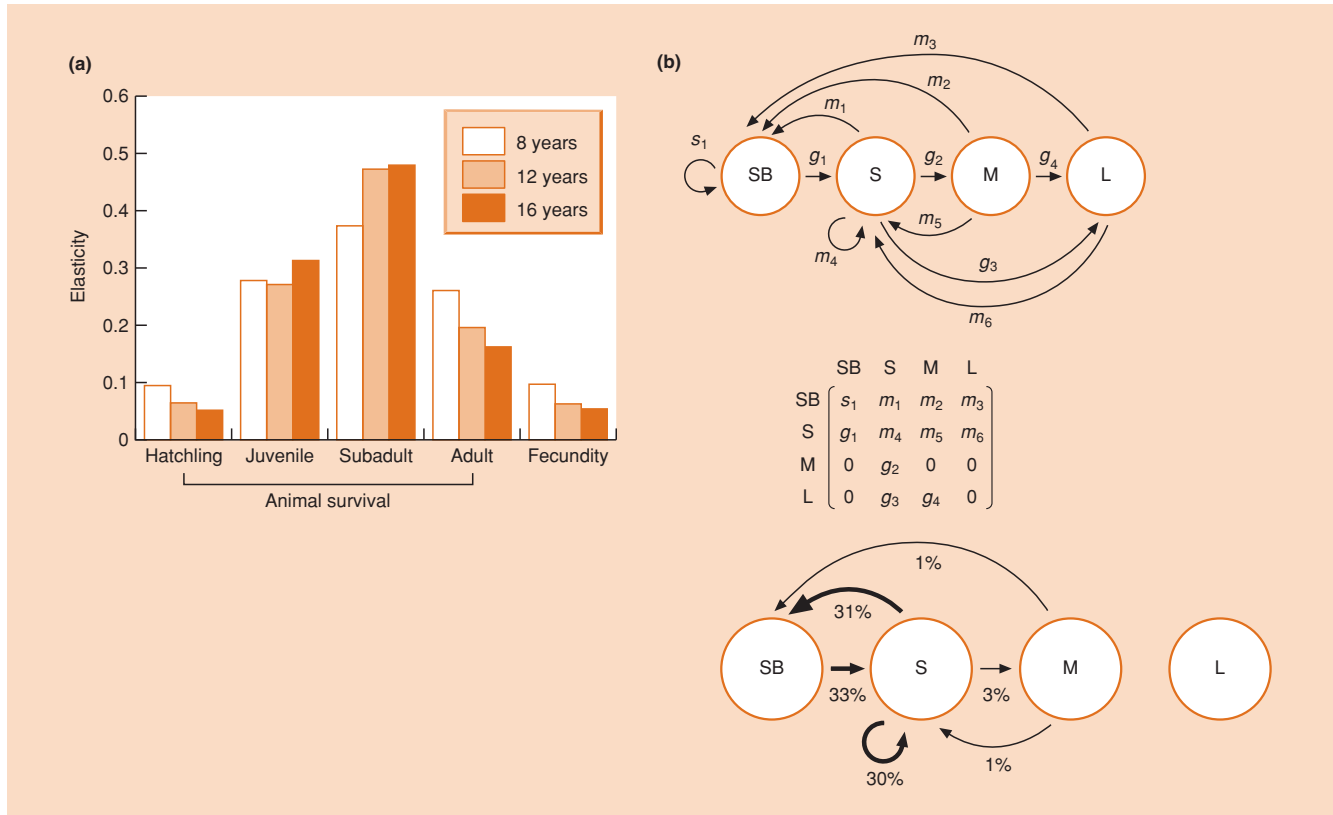 (a)
0.6
0.5
0.4
0.3
0.2
0.1
0
Elasticity
8 years
12 years
16 years
Hatchling Juvenile Subadult Adult Fecundity
Animal survival
(b)
m3
m2
m1
s1
g1 g2 g4
SB S M L
m5
m4
g3
m6
SB S M L
SB s1 m1 m2 m3
S g1 m4 m5 m6
M 0 g2 0 0
L 0 g3 g4 0
1%
31%
SB S M L
33% 3%
1%
30%